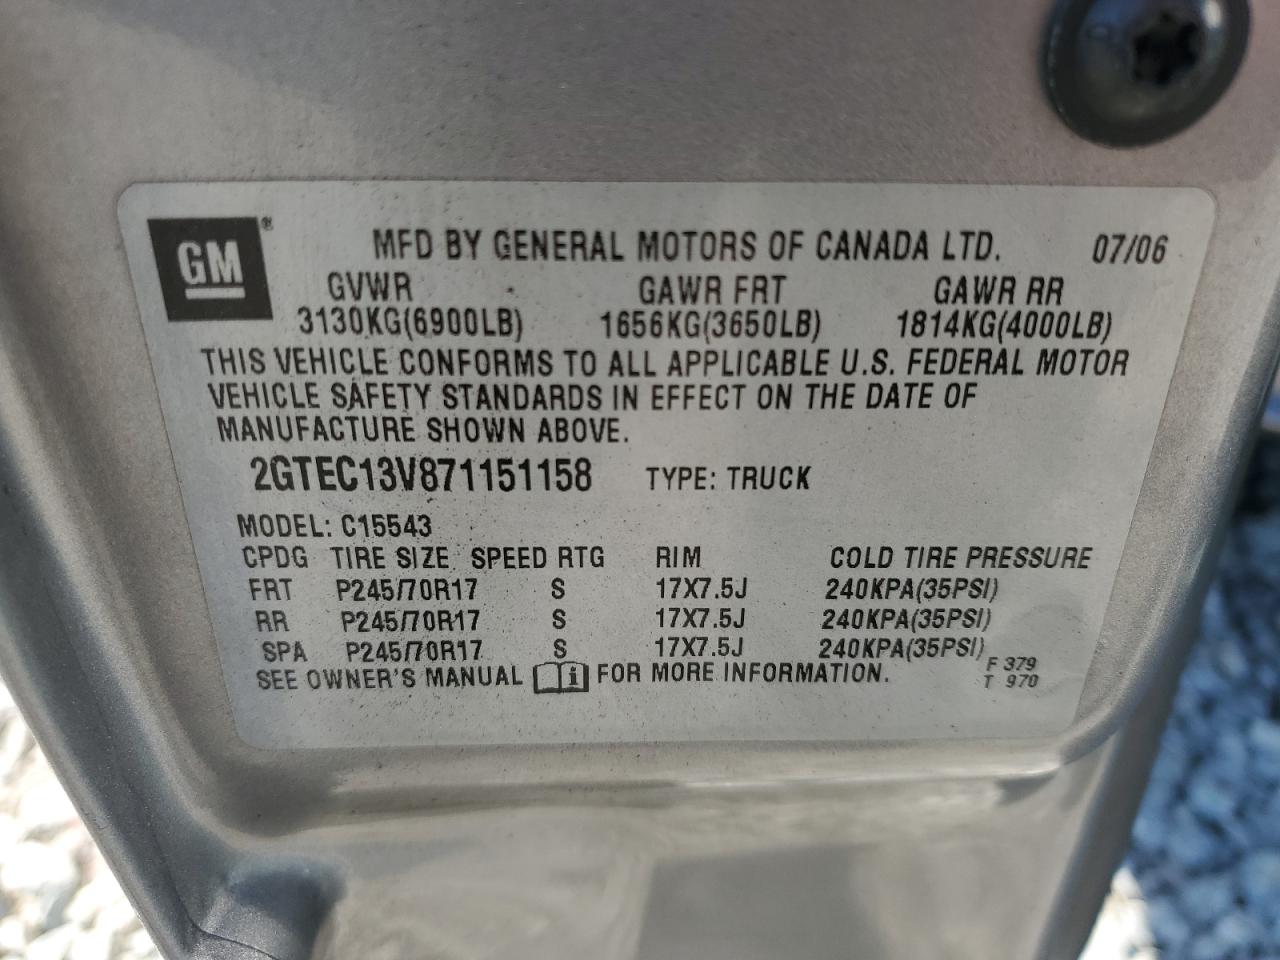 GM®
MFD BY GENERAL MOTORS OF CANADA LTD. 07/06
GVWR GAWR FRT GAWR RR
3130KG(6900LB) 1656KG(3650LB) 1814KG(4000LB)
THIS VEHICLE CONFORMS TO ALL APPLICABLE U.S. FEDERAL MOTOR
VEHICLE SAFETY STANDARDS IN EFFECT ON THE DATE OF
MANUFACTURE SHOWN ABOVE.
2GTEC13V871151158 TYPE: TRUCK
MODEL: C15543
CPDG TIRE SIZE SPEED RTG RIM COLD TIRE PRESSURE
FRT P245/70R17 S 17X7.5J 240KPA(35PSI)
RR P245/70R17 S 17X7.5J 240KPA(35PSI)
SPA P245/70R17 S 17X7.5J 240KPA(35PSI)
SEE OWNER'S MANUAL i FOR MORE INFORMATION.
F 379
T 970